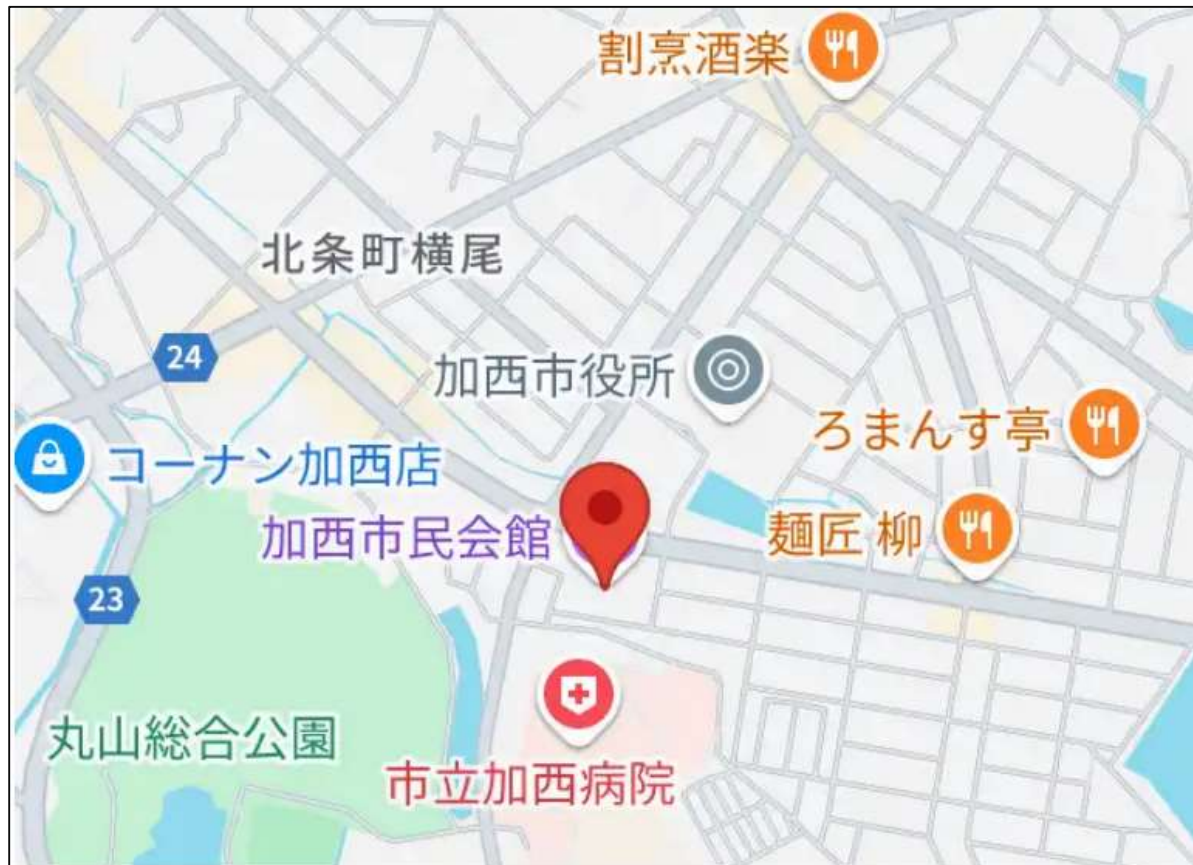 割烹酒楽
北条町横尾
24
加西市役所
ろまんす亭
コーナン加西店
加西市民会館
麺匠 柳
23
丸山総合公園
市立加西病院